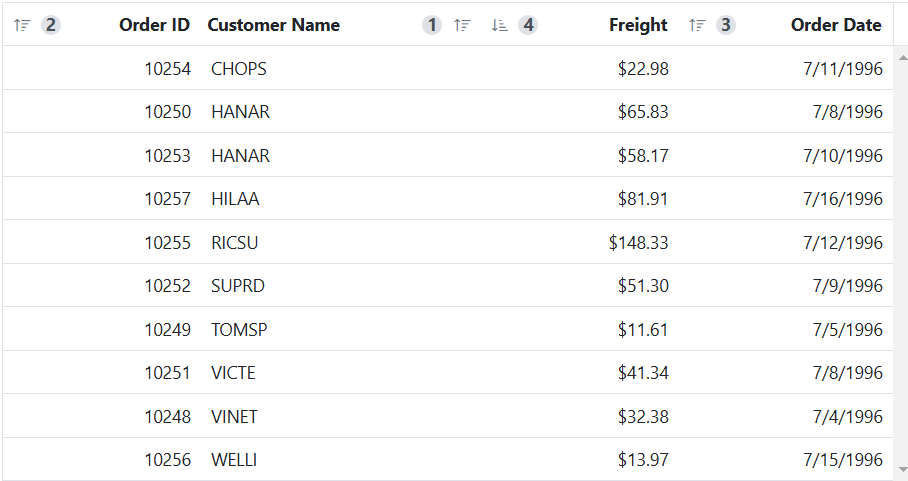 2 Order ID Customer Name 1 4 Freight 3 Order Date
10254 CHOPS $22.98 7/11/1996
10250 HANAR $65.83 7/8/1996
10253 HANAR $58.17 7/10/1996
10257 HILAA $81.91 7/16/1996
10255 RICSU $148.33 7/12/1996
10252 SUPRD $51.30 7/9/1996
10249 TOMSP $11.61 7/5/1996
10251 VICTE $41.34 7/8/1996
10248 VINET $32.38 7/4/1996
10256 WELLI $13.97 7/15/1996